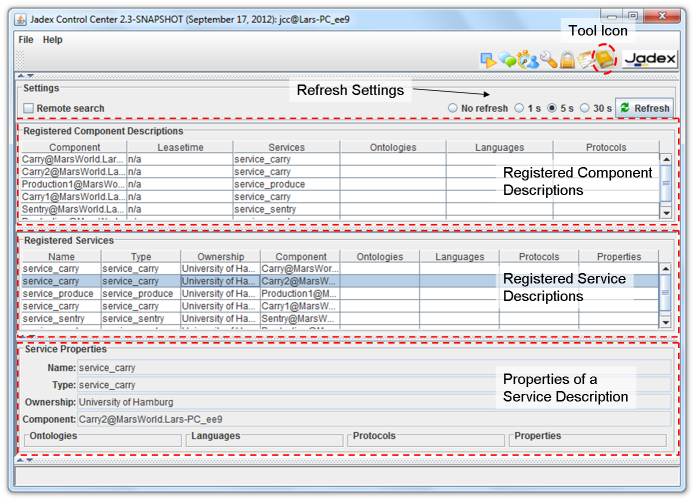 Jadex Control Center 2.3-SNAPSHOT (September 17, 2012): jcc@Lars-PC_ee9
Tool Icon
File Help
Jadex
Settings
Refresh Settings
Remote search
No refresh 1 s 5 s 30 s Refresh
Registered Component Descriptions
Component Leasetime Services Ontologies Languages Protocols
Carry@MarsWorld.Lar... n/a service_carry
Carry2@MarsWorld.La... n/a service_carry
Production1@MarsWo... n/a service_produce
Carry1@MarsWorld.La... n/a service_carry
Sentry@MarsWorld.La... n/a service_sentry
Registered Component
Descriptions
Registered Services
Name Type Ownership Component Ontologies Languages Protocols Properties
service_carry service_carry University of Ha... Carry@MarsWor...
service_carry service_carry University of Ha... Carry2@MarsW...
service_produce service_produce University of Ha... Production1@M...
service_carry service_carry University of Ha... Carry1@MarsW...
service_sentry service_sentry University of Ha... Sentry@MarsW...
Registered Service
Descriptions
Service Properties
Name: service_carry
Type: service_carry
Ownership: University of Hamburg
Component: Carry2@MarsWorld.Lars-PC_ee9
Properties of a
Service Description
Ontologies Languages Protocols Properties